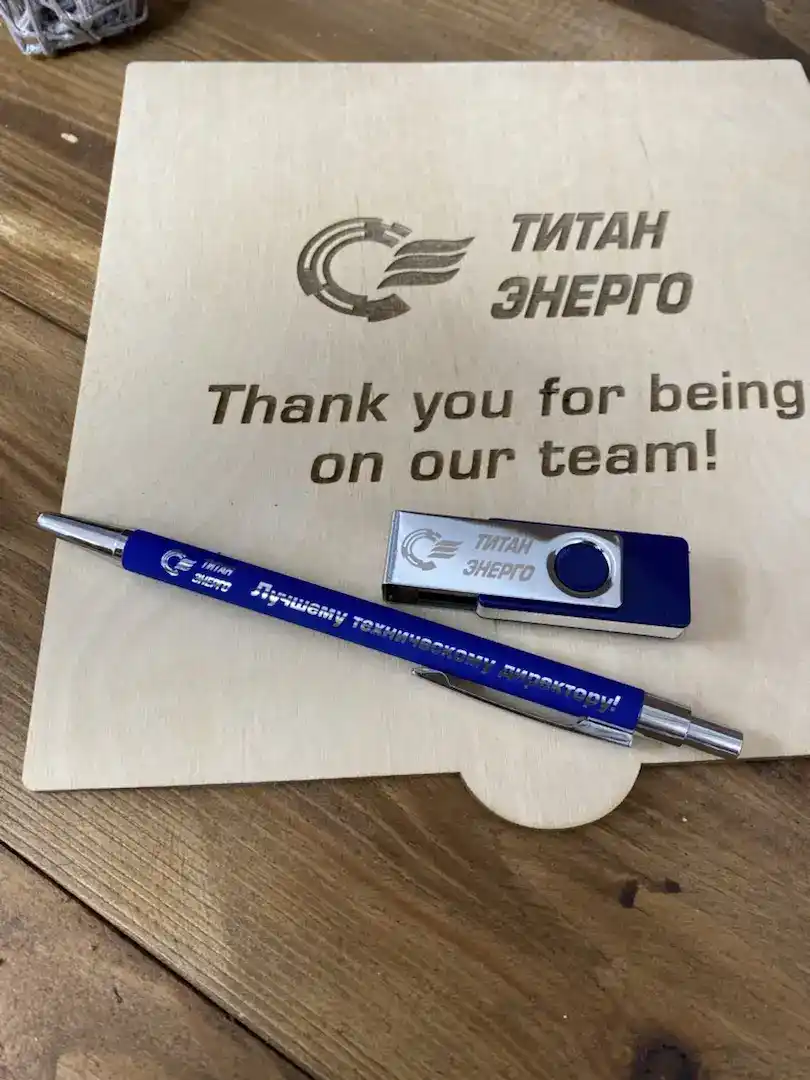 ТИТАН
ЭНЕРГО
Thank you for being
on our team!
ТИТАН
ЭНЕРГО
ТИТАН
ЭНЕРГО
Лучшему техническому директору!